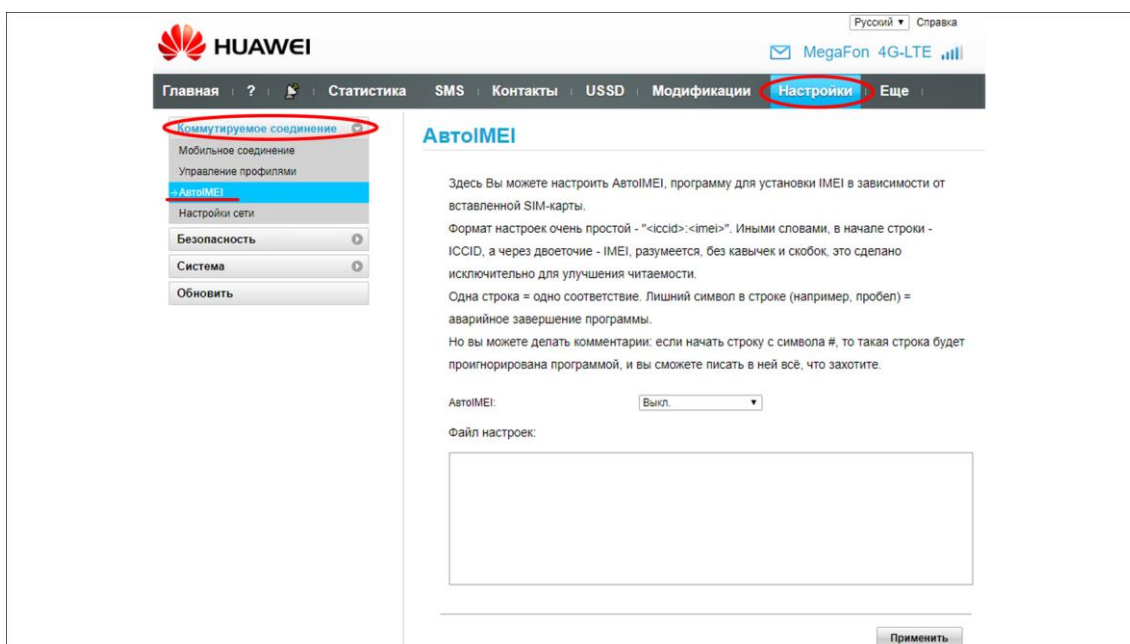 Русский Справка
HUAWEI
MegaFon 4G-LTE
Главная ? Статистика SMS Контакты USSD Модификации Настройки Еще
Коммутируемое соединение
Мобильное соединение
Управление профилями
АвтоIMEI
Настройки сети
Безопасность
Система
Обновить
АвтоIMEI
Здесь Вы можете настроить АвтоIMEI, программу для установки IMEI в зависимости от
вставленной SIM-карты.
Формат настроек очень простой - "<iccid>:<imei>". Иными словами, в начале строки -
ICCID, а через двоеточие - IMEI, разумеется, без кавычек и скобок, это сделано
исключительно для улучшения читаемости.
Одна строка = одно соответствие. Лишний символ в строке (например, пробел) =
аварийное завершение программы.
Но вы можете делать комментарии: если начать строку с символа #, то такая строка будет
проигнорирована программой, и вы сможете писать в ней всё, что захотите.
АвтоIMEI: Выкл.
Файл настроек:
Применить